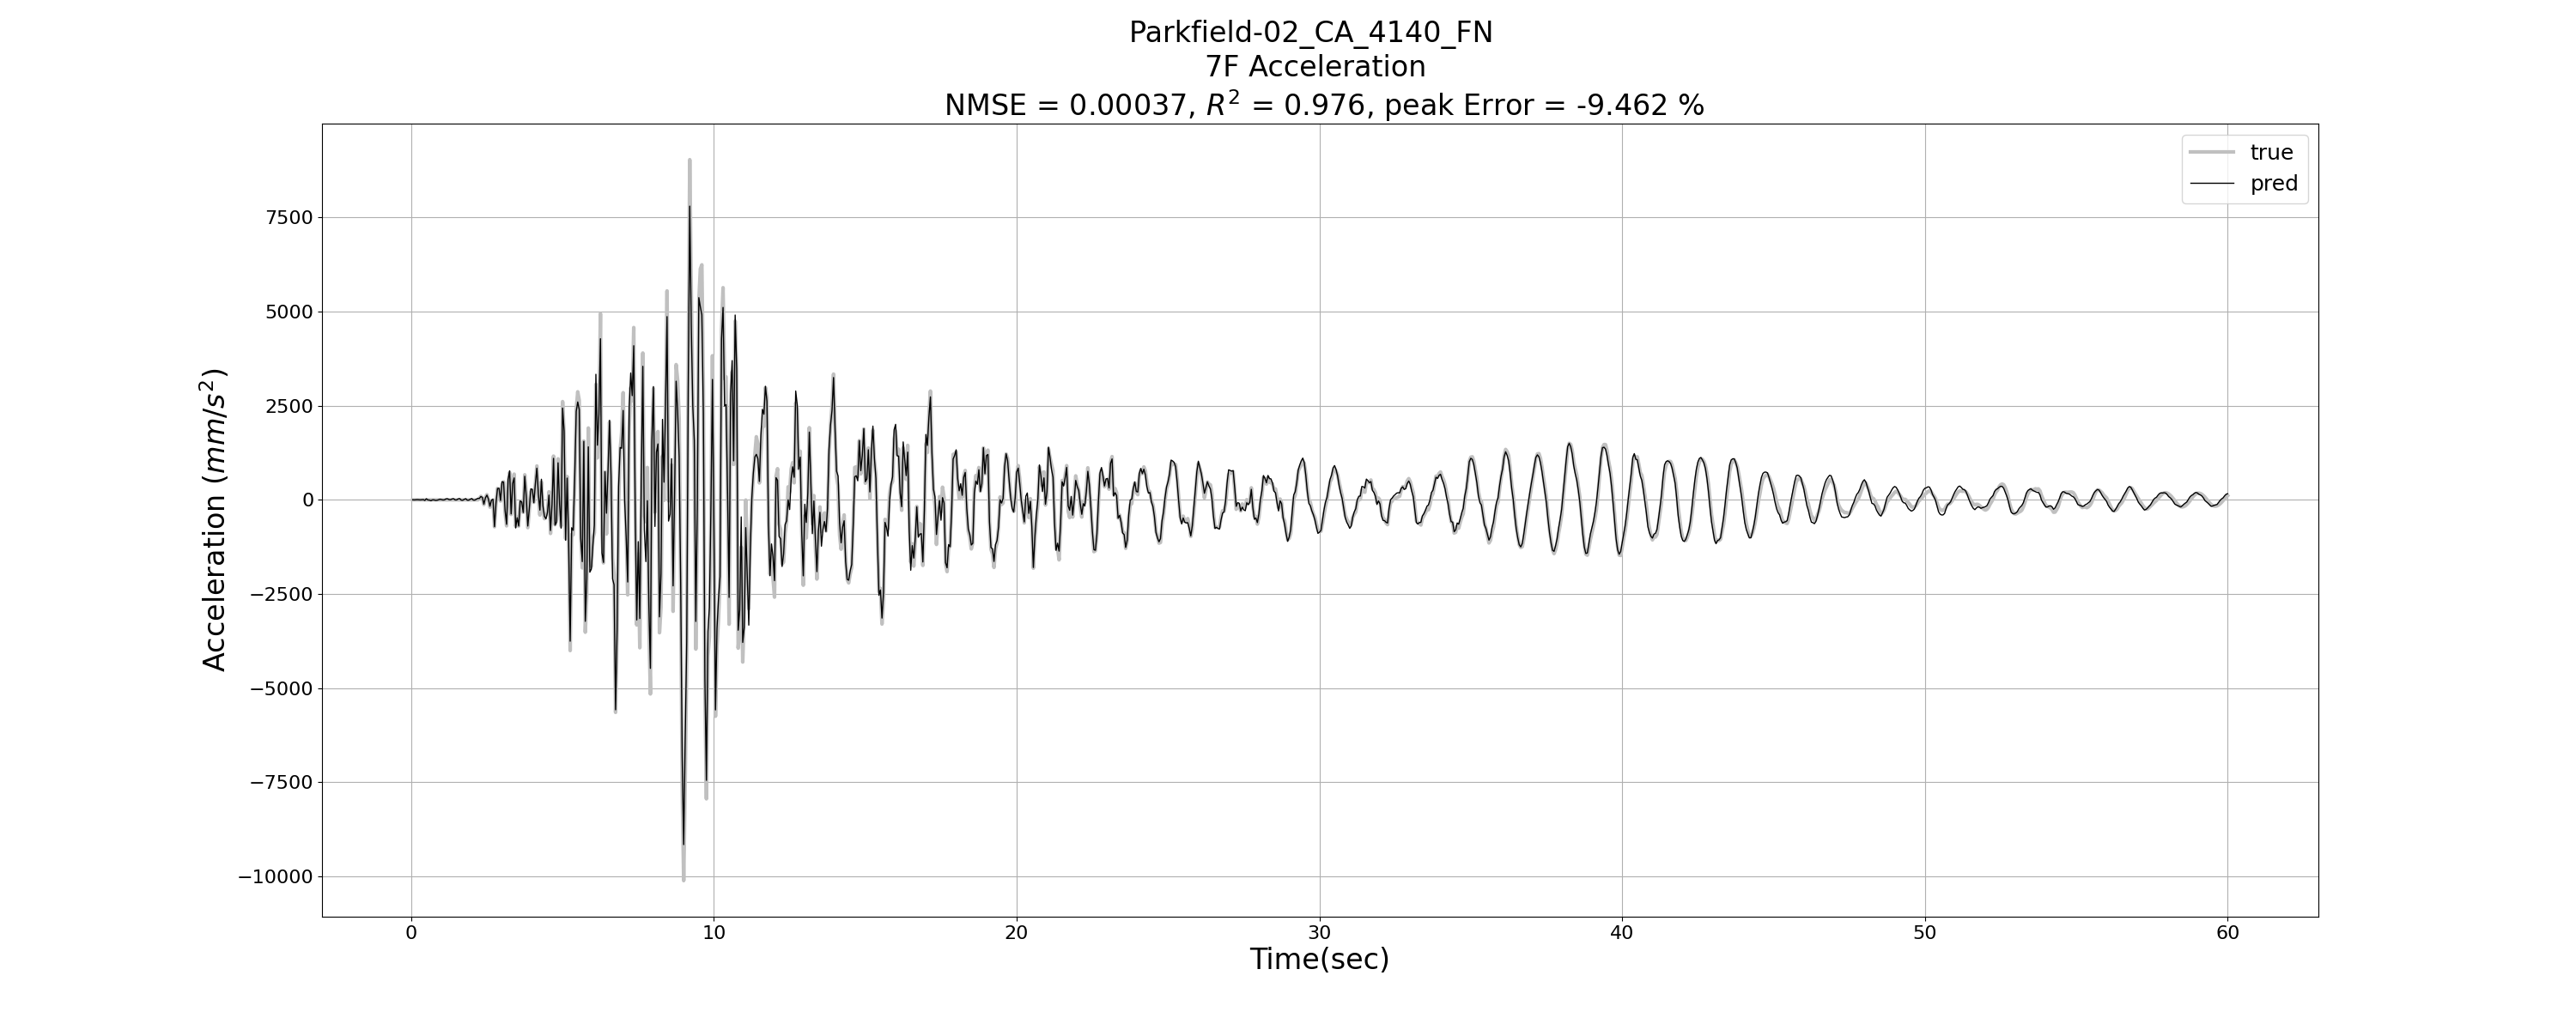 Parkfield-02_CA_4140_FN
7F Acceleration
NMSE = 0.00037, R² = 0.976, peak Error = -9.462 %
true
pred
7500
5000
2500
0
−2500
−5000
−7500
−10000
Acceleration (mm/s²)
0 10 20 30 40 50 60
Time(sec)